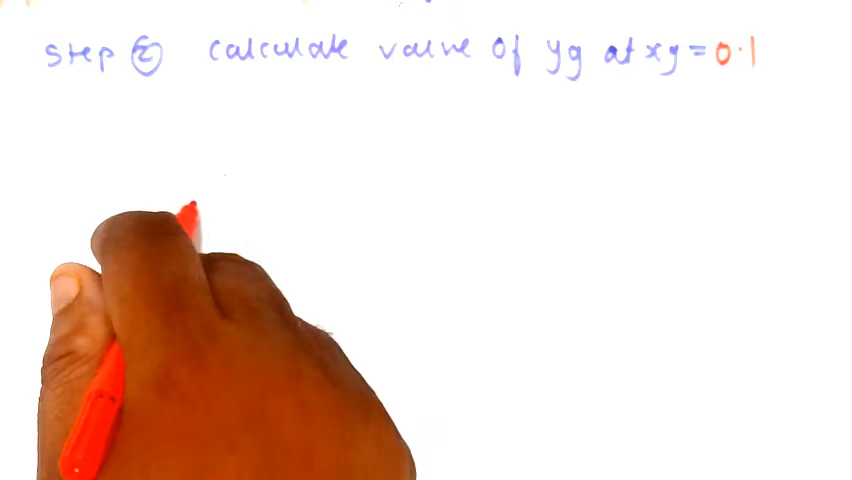 Step ② calculate value of yg at xg = 0.1